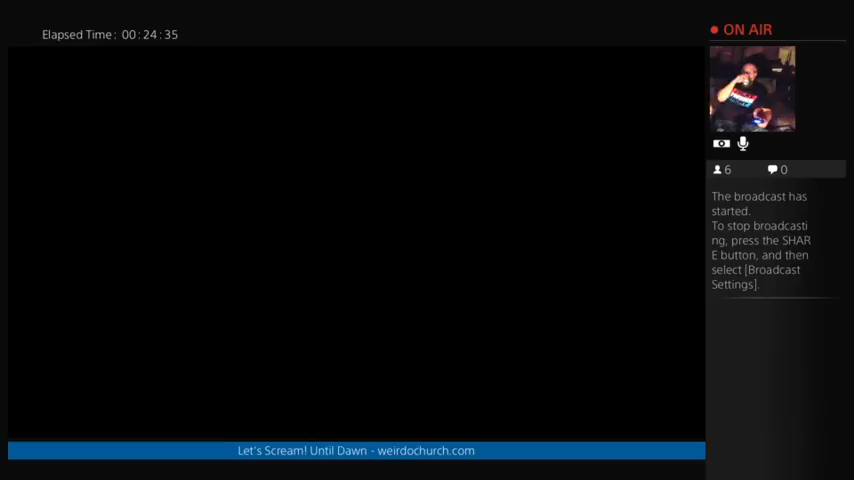 Elapsed Time: 00:24:35
ON AIR
6
0
The broadcast has
started.
To stop broadcasti
ng, press the SHAR
E button, and then
select [Broadcast
Settings].
Let's Scream! Until Dawn - weirdochurch.com